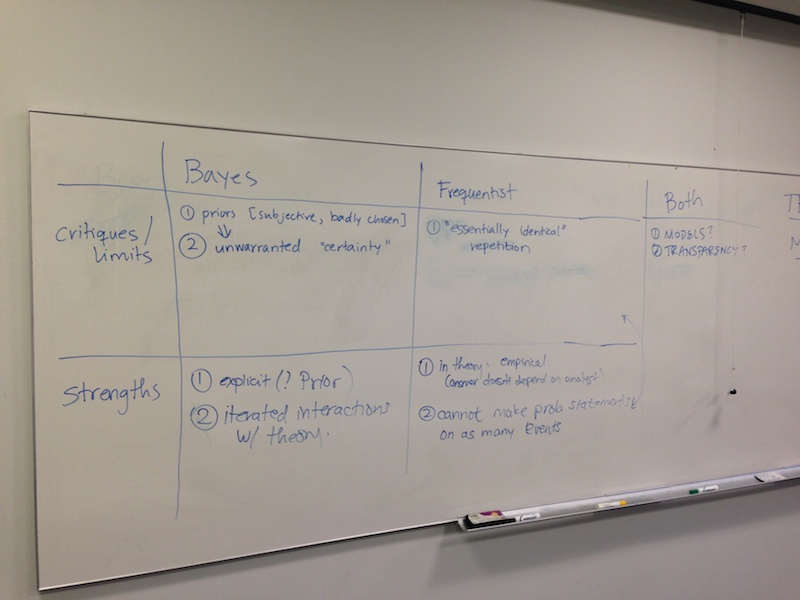 Bayes
Frequentist
Both
Critiques/
Limits
① priors [subjective, badly chosen]
② unwarranted "certainty"
① "essentially identical"
repetition
① MODELS?
② TRANSPARENCY?
Strengths
① explicit (? Prior)
② iterated interactions
w/ theory.
① in theory: empirical
(answer doesn't depend on analyst)
② cannot make prob statements
on as many Events